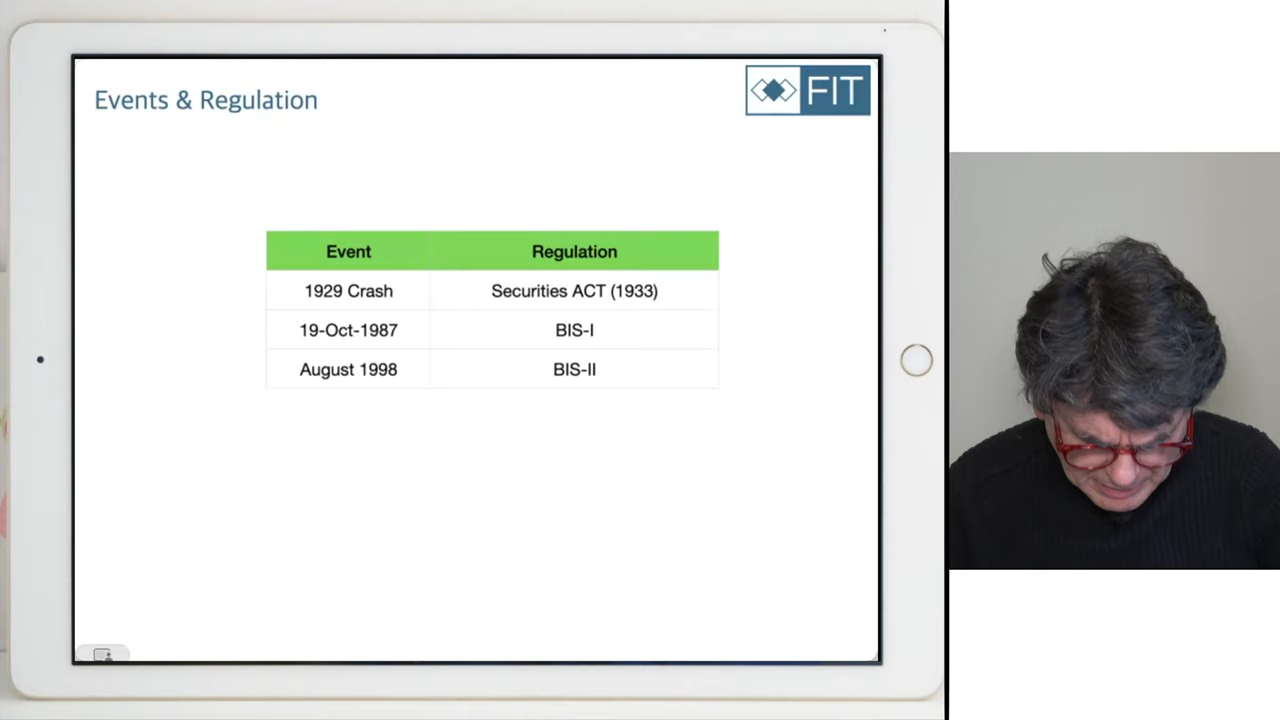 Events & Regulation
FIT
Event Regulation
1929 Crash Securities ACT (1933)
19-Oct-1987 BIS-I
August 1998 BIS-II